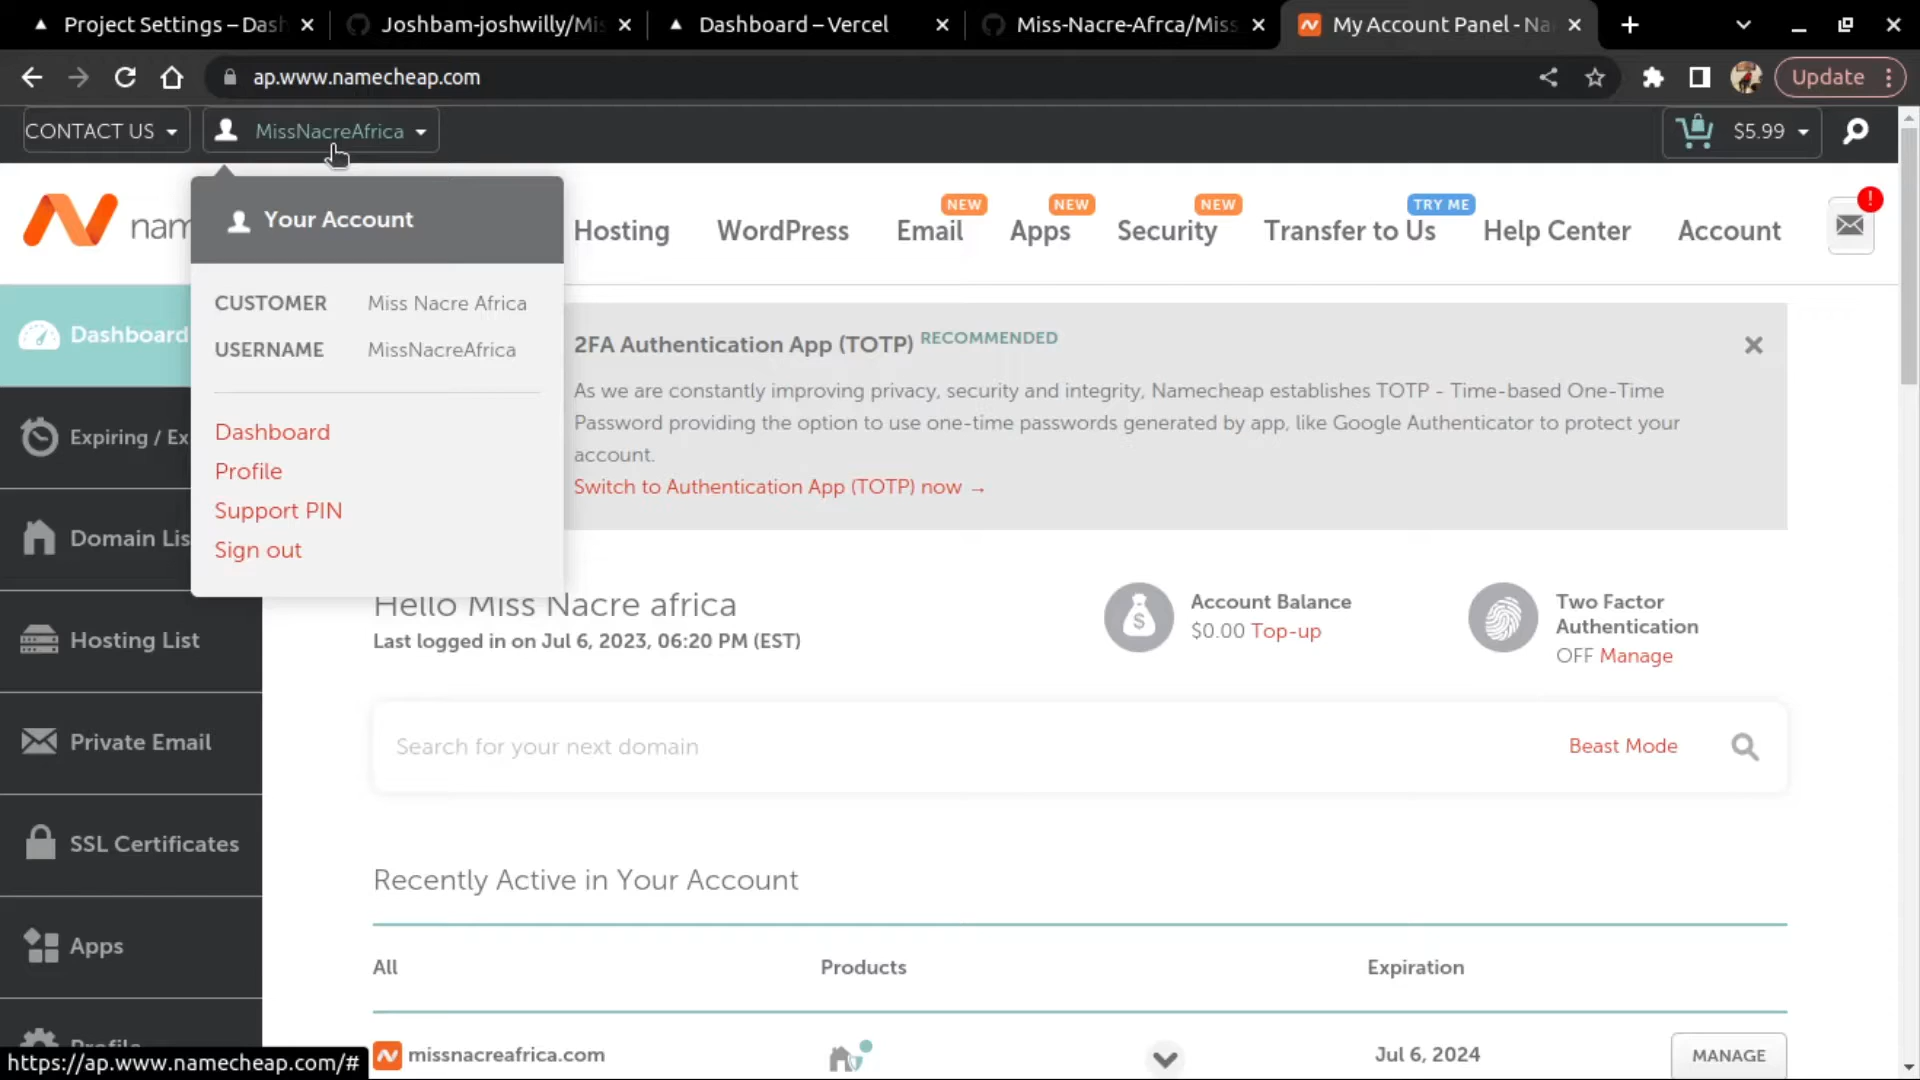 Project Settings – Dash
Joshbam-joshwilly/Mis
Dashboard – Vercel
Miss-Nacre-Afrca/Miss
My Account Panel - Na
ap.www.namecheap.com
Update
CONTACT US
MissNacreAfrica
$5.99
Your Account
CUSTOMER Miss Nacre Africa
USERNAME MissNacreAfrica
Dashboard
Profile
Support PIN
Sign out
nam
Hosting
WordPress
NEW
Email
NEW
Apps
NEW
Security
TRY ME
Transfer to Us
Help Center
Account
!
Dashboard
Expiring / Ex
Domain Lis
Hosting List
Private Email
SSL Certificates
Apps
Profile
2FA Authentication App (TOTP) RECOMMENDED
As we are constantly improving privacy, security and integrity, Namecheap establishes TOTP - Time-based One-Time
Password providing the option to use one-time passwords generated by app, like Google Authenticator to protect your
account.
Switch to Authentication App (TOTP) now →
Hello Miss Nacre africa
Last logged in on Jul 6, 2023, 06:20 PM (EST)
Account Balance
$0.00 Top-up
Two Factor
Authentication
OFF Manage
Search for your next domain
Beast Mode
Recently Active in Your Account
All Products Expiration
missnacreafrica.com Jul 6, 2024 MANAGE
https://ap.www.namecheap.com/#